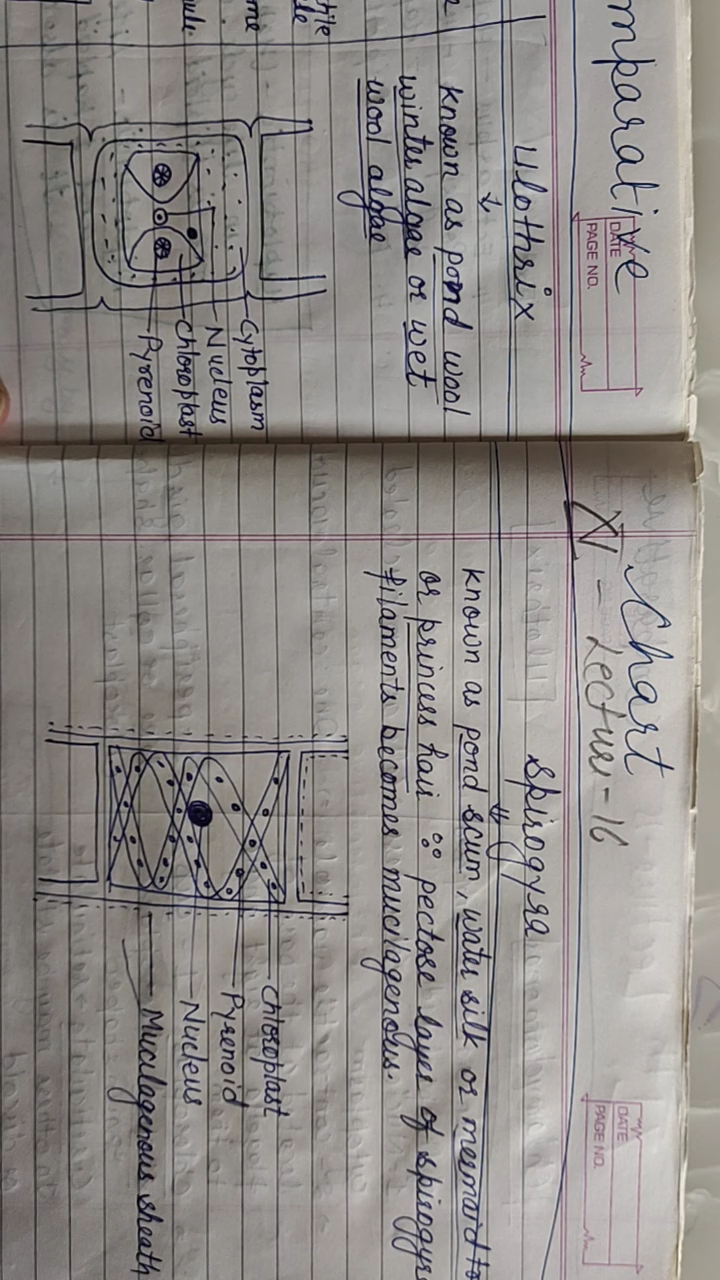 mparative
DATE
PAGE NO.
Ulothrix
known as pond wool
winter algae or wet
wool algae
Cytoplasm
Nucleus
Chloroplast
Pyrenoid
Chart
XI - Lecture-16
DATE
PAGE NO.
Spirogyra
known as pond scum, water silk or mermaid
or princess hair ∵ pectose layer of spirogyr
filaments becomes mucilagenous.
Chloroplast
Pyrenoid
Nucleus
Mucilagenous sheath